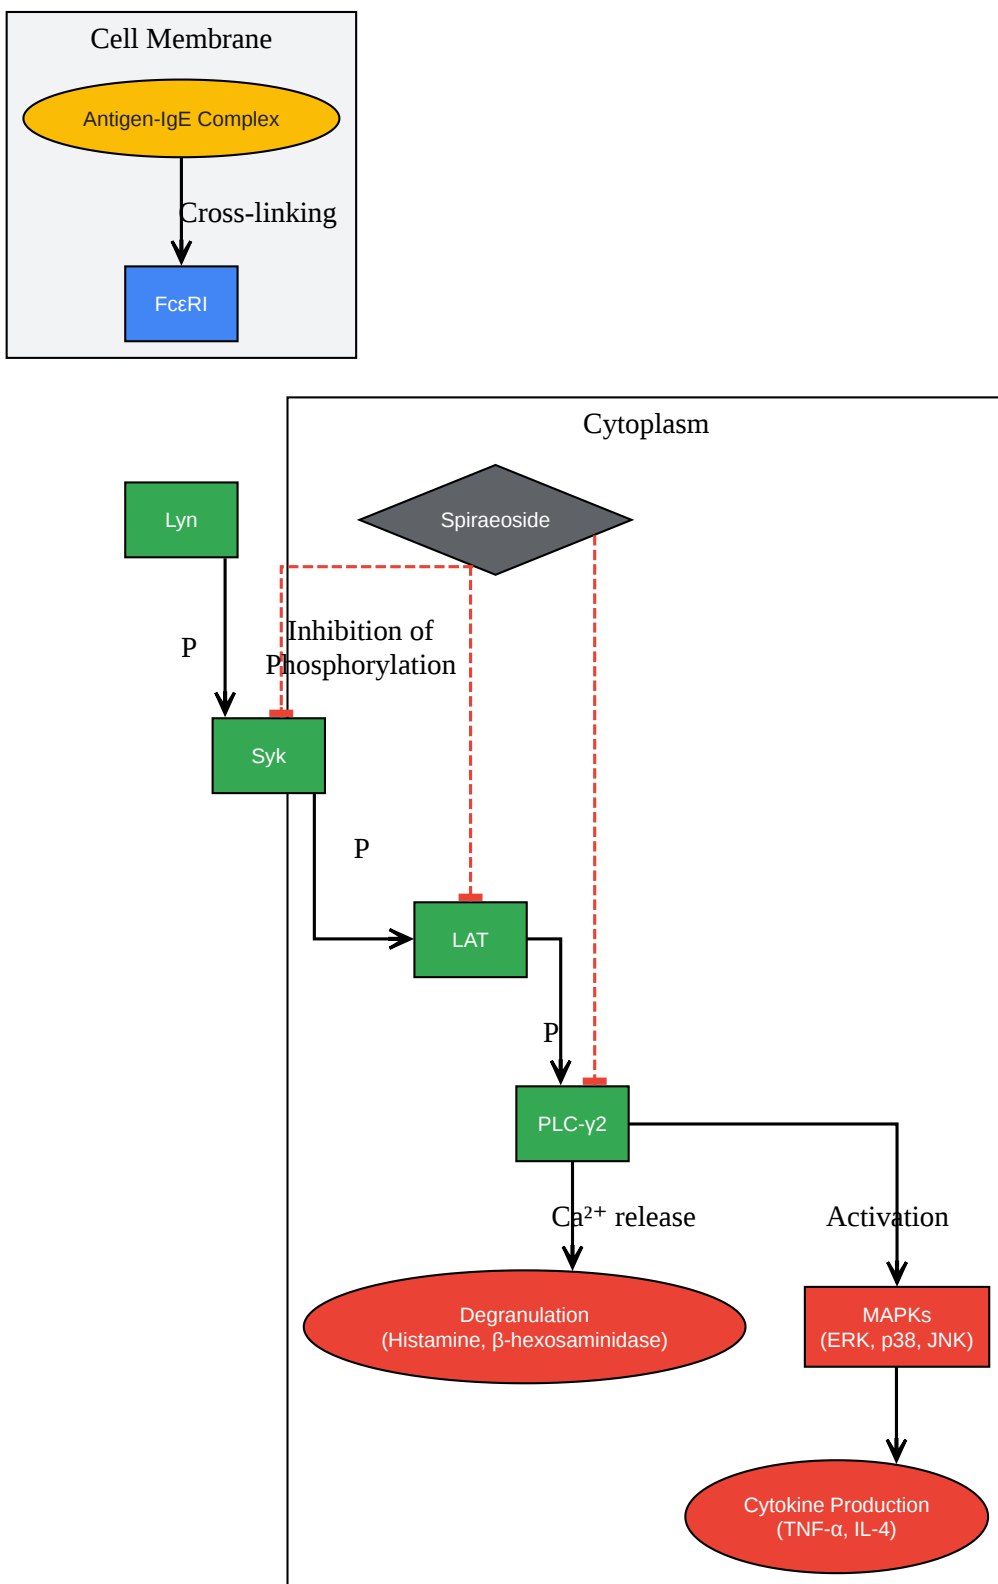 Cell Membrane
Antigen-IgE Complex
Cross-linking
FcεRI
Cytoplasm
Lyn
Spiraeoside
P
Inhibition of
Phosphorylation
Syk
P
LAT
P
PLC-γ2
Ca²⁺ release
Activation
Degranulation
(Histamine, β-hexosaminidase)
MAPKs
(ERK, p38, JNK)
Cytokine Production
(TNF-α, IL-4)